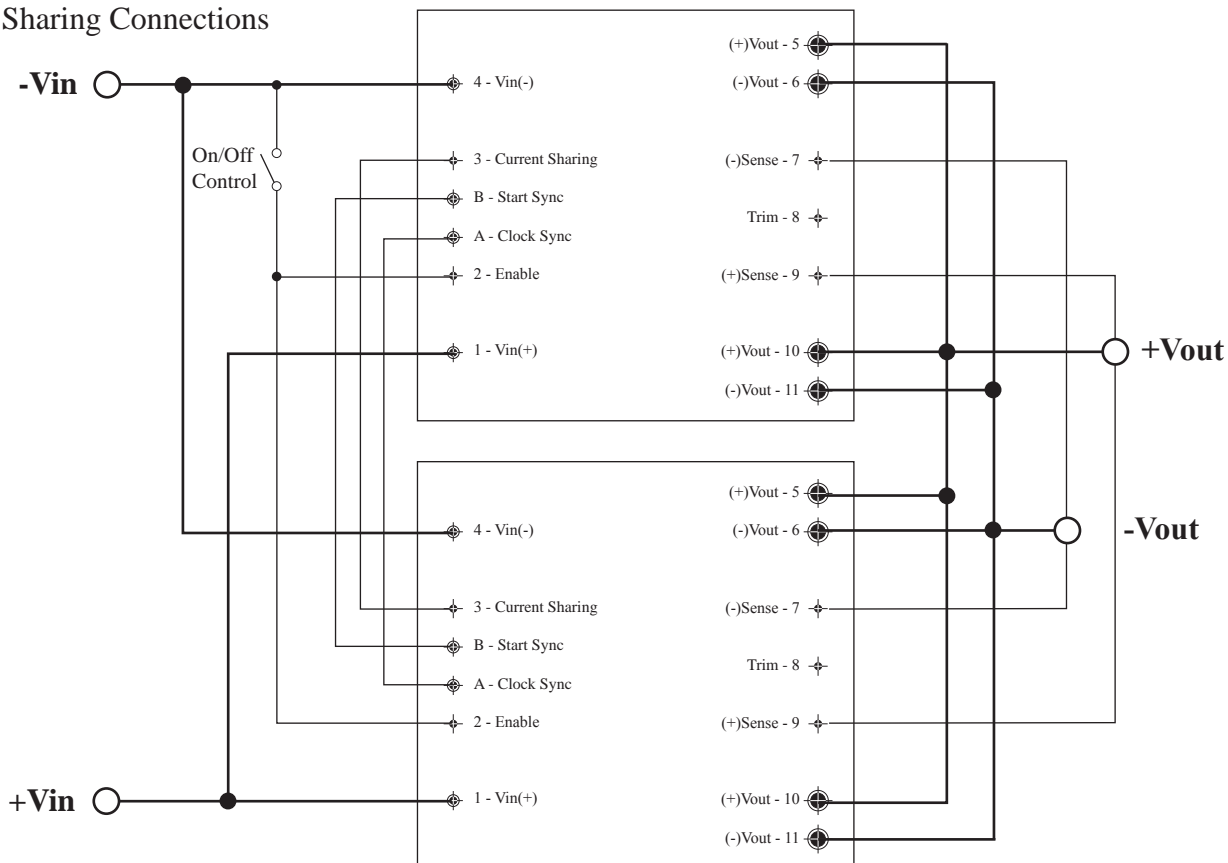 Sharing Connections
-Vin
On/Off
Control
4 - Vin(-)
3 - Current Sharing
B - Start Sync
A - Clock Sync
2 - Enable
1 - Vin(+)
(+)Vout - 5
(-)Vout - 6
(-)Sense - 7
Trim - 8
(+)Sense - 9
(+)Vout - 10
(-)Vout - 11
+Vout
4 - Vin(-)
3 - Current Sharing
B - Start Sync
A - Clock Sync
2 - Enable
1 - Vin(+)
(+)Vout - 5
(-)Vout - 6
(-)Sense - 7
Trim - 8
(+)Sense - 9
(+)Vout - 10
(-)Vout - 11
-Vout
+Vin